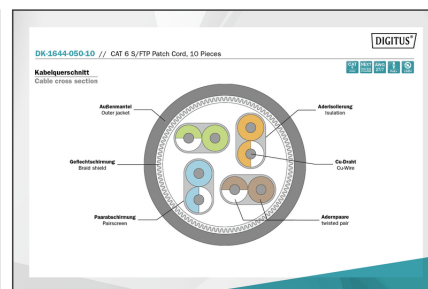 DIGITUS®
DK-1644-050-10 // CAT 6 S/FTP Patch Cord, 10 Pieces
Kabelquerschnitt
Cable cross section
Außenmantel
Outer jacket
Aderisolierung
Insulation
Geflechtschirmung
Braid shield
Cu-Draht
Cu-Wire
Paarabschirmung
Pairscreen
Adernpaare
twisted pair